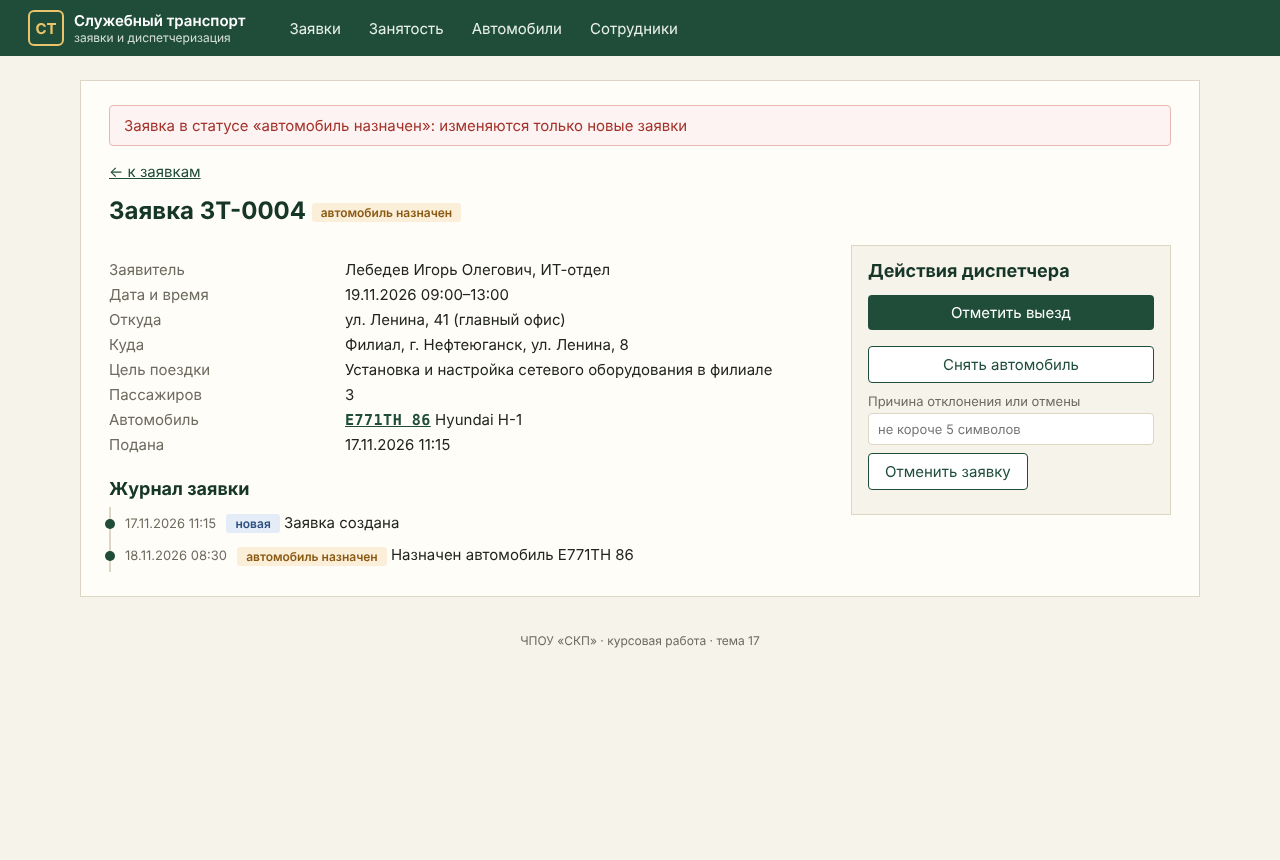 СТ
Служебный транспорт
заявки и диспетчеризация
Заявки
Занятость
Автомобили
Сотрудники
Заявка в статусе «автомобиль назначен»: изменяются только новые заявки
← к заявкам
Заявка ЗТ-0004 автомобиль назначен
Заявитель Лебедев Игорь Олегович, ИТ-отдел
Дата и время 19.11.2026 09:00–13:00
Откуда ул. Ленина, 41 (главный офис)
Куда Филиал, г. Нефтеюганск, ул. Ленина, 8
Цель поездки Установка и настройка сетевого оборудования в филиале
Пассажиров 3
Автомобиль Е771ТН 86 Hyundai H-1
Подана 17.11.2026 11:15
Журнал заявки
17.11.2026 11:15 новая Заявка создана
18.11.2026 08:30 автомобиль назначен Назначен автомобиль Е771ТН 86
Действия диспетчера
Отметить выезд
Снять автомобиль
Причина отклонения или отмены
не короче 5 символов
Отменить заявку
ЧПОУ «СКП» · курсовая работа · тема 17